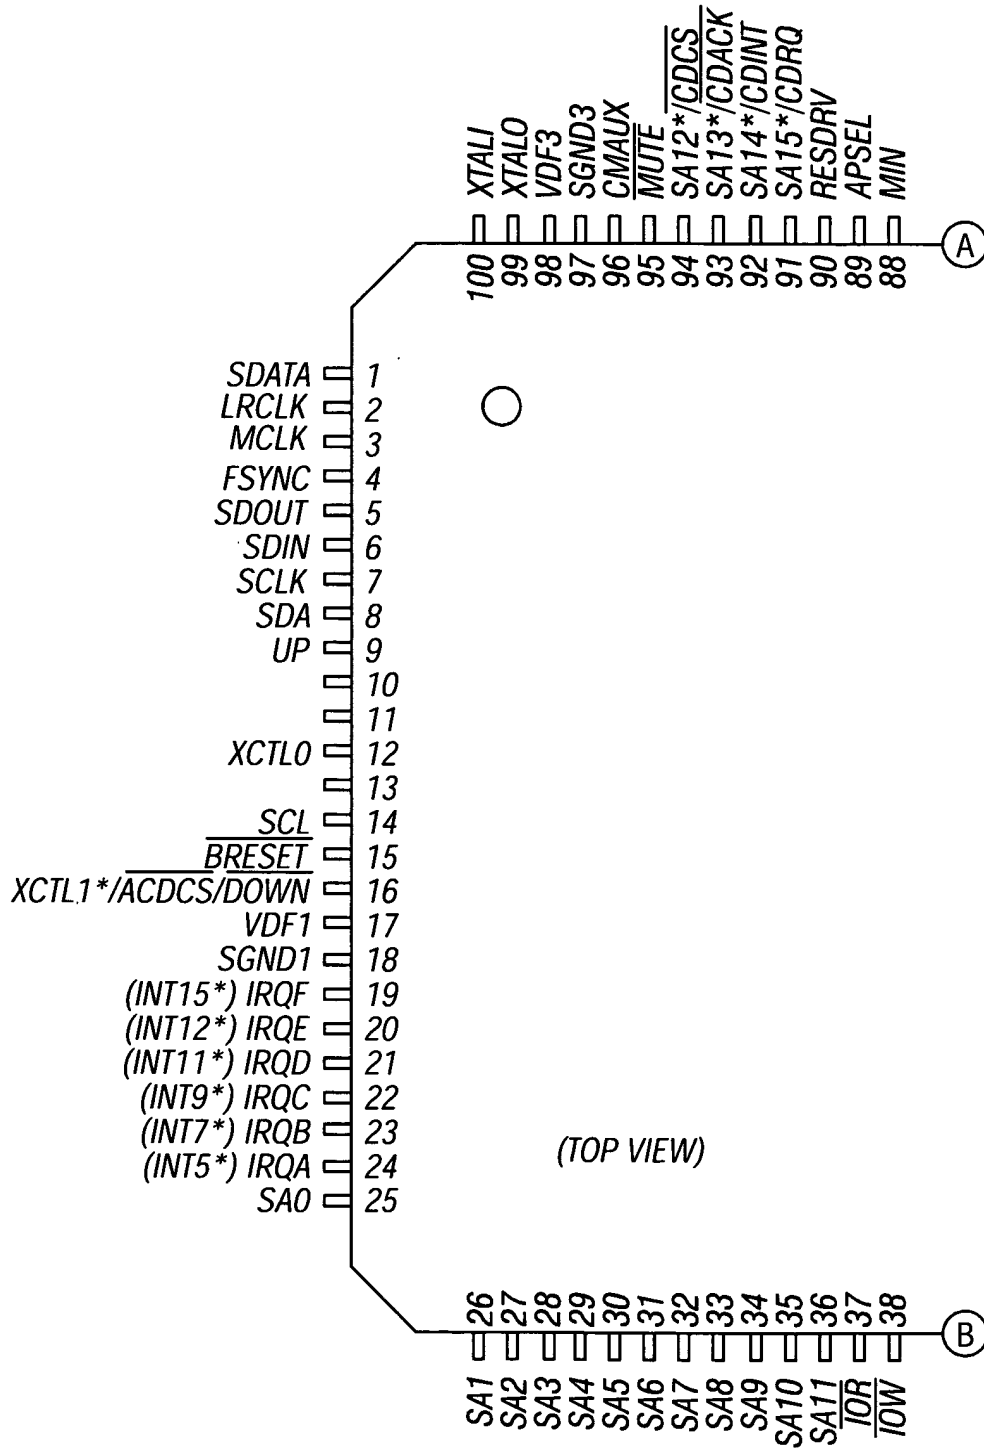 XTALI
XTALO
VDF3
SGND3
CMAUX
MUTE
SA12*/CDCS
SA13*/CDACK
SA14*/CDINT
SA15*/CDRQ
RESDRV
APSEL
MIN
100
99
98
97
96
95
94
93
92
91
90
89
88
A
SDATA 1
LRCLK 2
MCLK 3
FSYNC 4
SDOUT 5
SDIN 6
SCLK 7
SDA 8
UP 9
10
11
XCTL0 12
13
SCL 14
BRESET 15
XCTL1*/ACDCS/DOWN 16
VDF1 17
SGND1 18
(INT15*) IRQF 19
(INT12*) IRQE 20
(INT11*) IRQD 21
(INT9*) IRQC 22
(INT7*) IRQB 23
(INT5*) IRQA 24
SA0 25
(TOP VIEW)
26
27
28
29
30
31
32
33
34
35
36
37
38
B
SA1
SA2
SA3
SA4
SA5
SA6
SA7
SA8
SA9
SA10
SA11
IOR
IOW